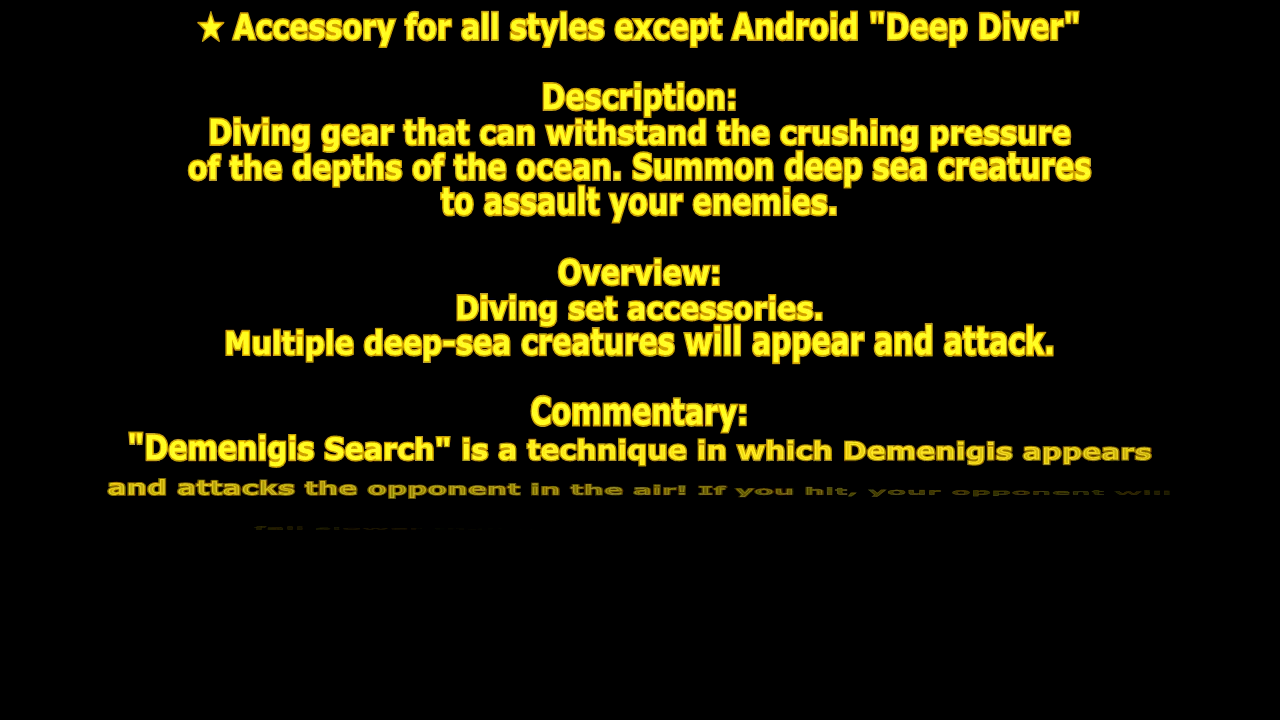 ★ Accessory for all styles except Android "Deep Diver"
Description:
Diving gear that can withstand the crushing pressure
of the depths of the ocean. Summon deep sea creatures
to assault your enemies.
Overview:
Diving set accessories.
Multiple deep-sea creatures will appear and attack.
Commentary:
"Demenigis Search" is a technique in which Demenigis appears
and attacks the opponent in the air! If you hit, your opponent will
fall slower